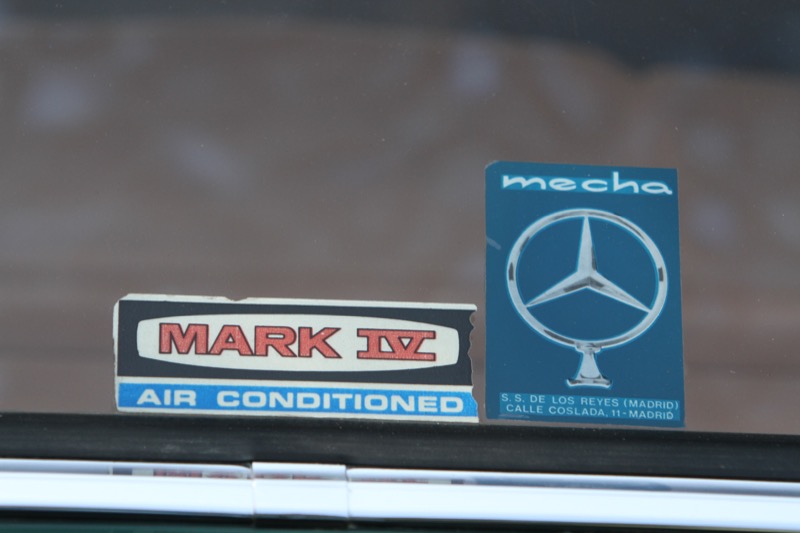 MARK IV
AIR CONDITIONED
mecha
S.S. DE LOS REYES (MADRID)
CALLE COSLADA, 11-MADRID